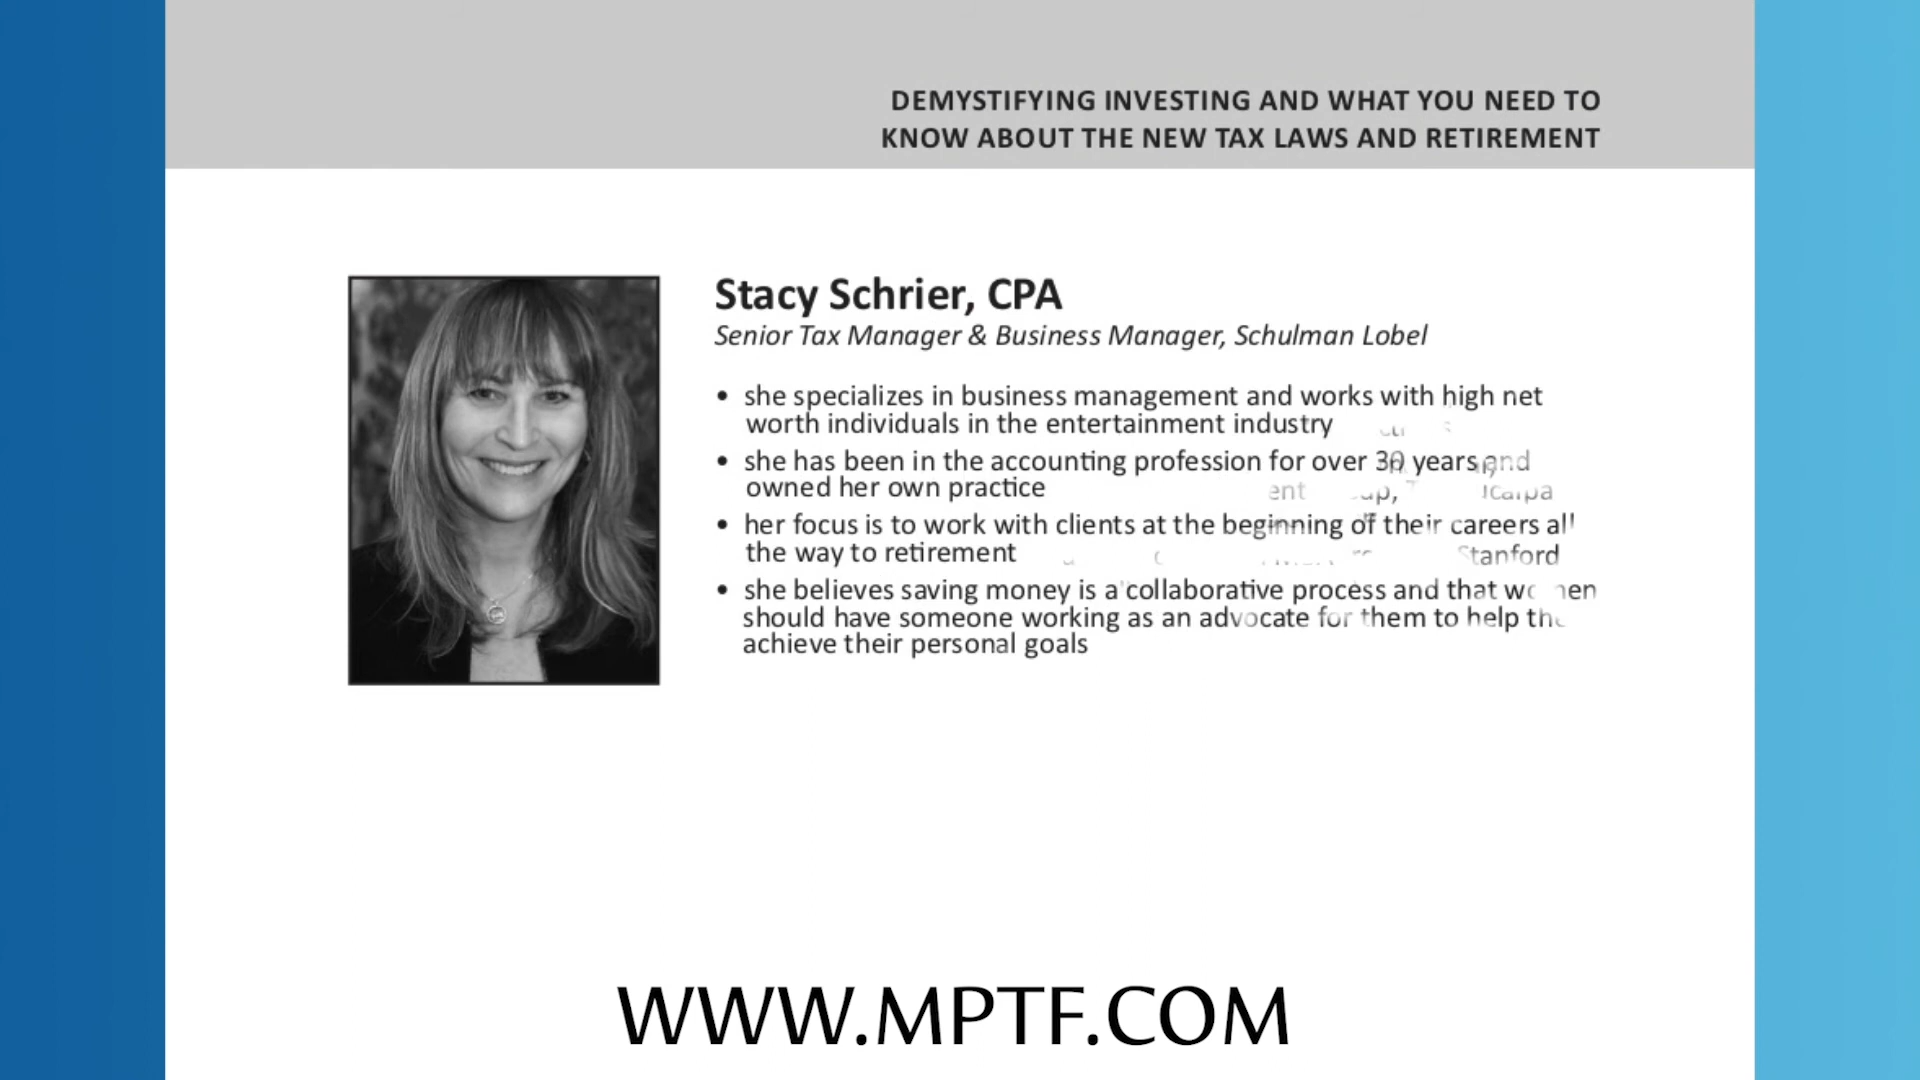 DEMYSTIFYING INVESTING AND WHAT YOU NEED TO
KNOW ABOUT THE NEW TAX LAWS AND RETIREMENT
Stacy Schrier, CPA
Senior Tax Manager & Business Manager, Schulman Lobel
• she specializes in business management and works with high net
worth individuals in the entertainment industry
• she has been in the accounting profession for over 30 years and
owned her own practice
• her focus is to work with clients at the beginning of their careers all
the way to retirement
Stanford
• she believes saving money is a collaborative process and that women
should have someone working as an advocate for them to help
achieve their personal goals
WWW.MPTF.COM